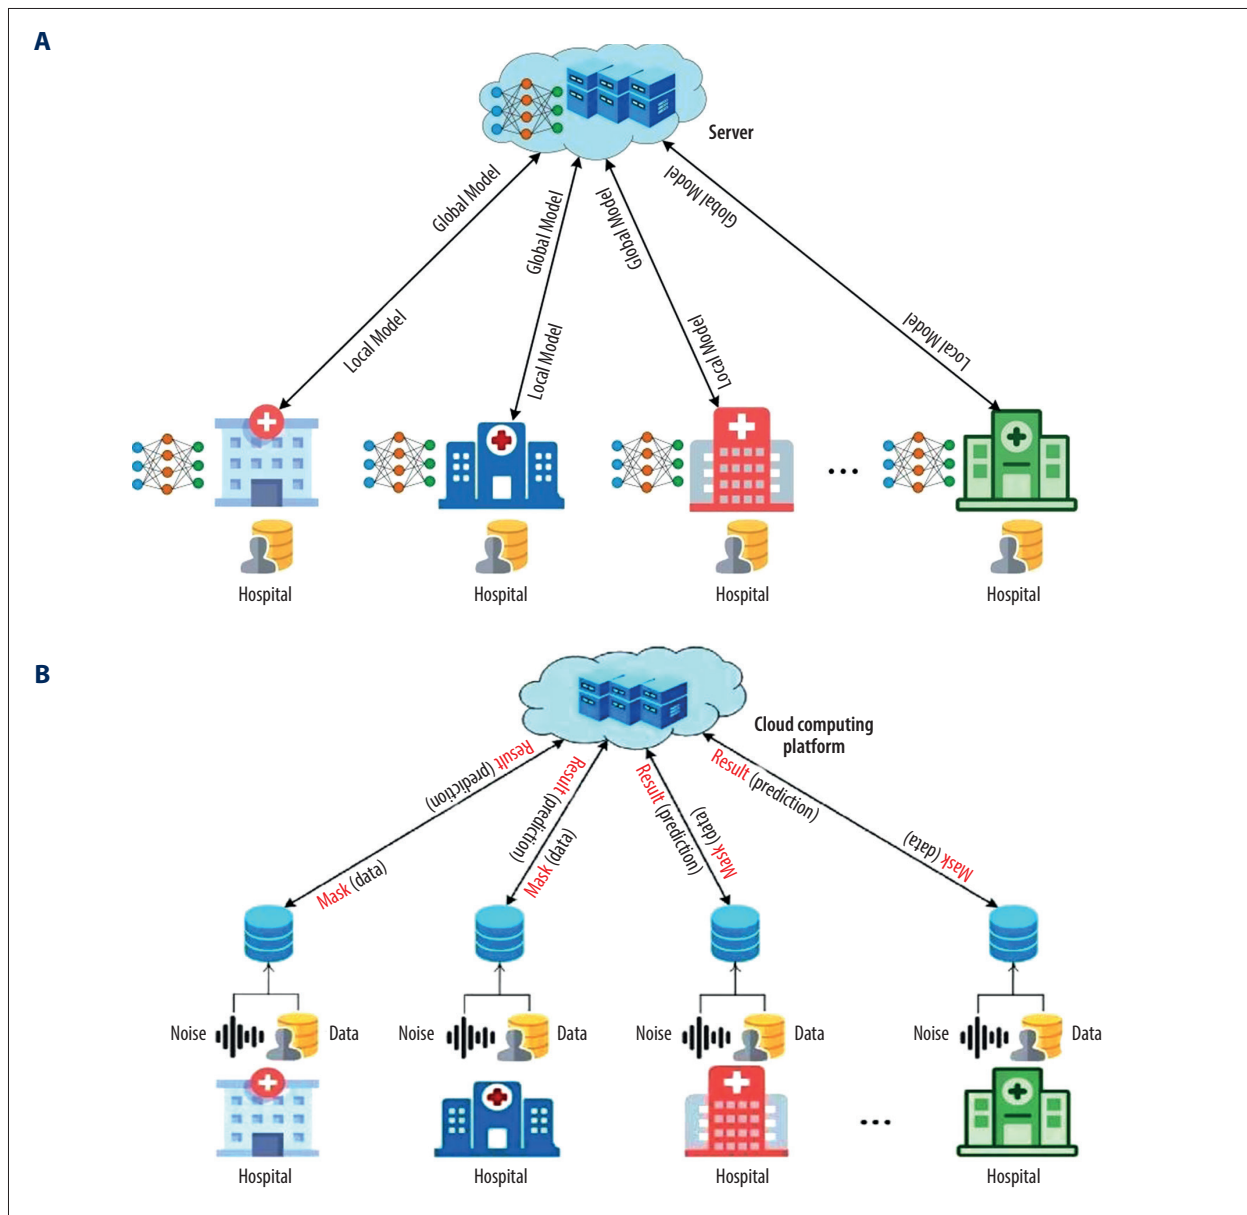 A
Server
Global Model
Global Model
Global Model
Global Model
Local Model
Local Model
Local Model
Local Model
...
Hospital
Hospital
Hospital
Hospital
B
Cloud computing
platform
Result (prediction)
Result (prediction)
Result (prediction)
Result (prediction)
Mask (data)
Mask (data)
Mask (data)
Mask (data)
Noise
Data
Noise
Data
Noise
Data
Noise
Data
...
Hospital
Hospital
Hospital
Hospital